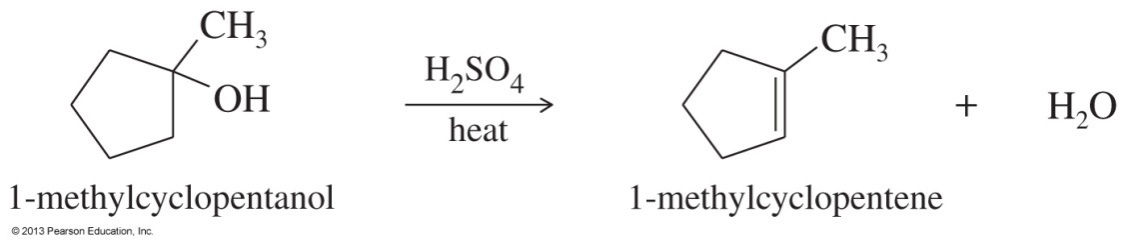 CH₃
OH
H₂SO₄
heat
CH₃
+ H₂O
1-methylcyclopentanol 1-methylcyclopentene
© 2013 Pearson Education, Inc.